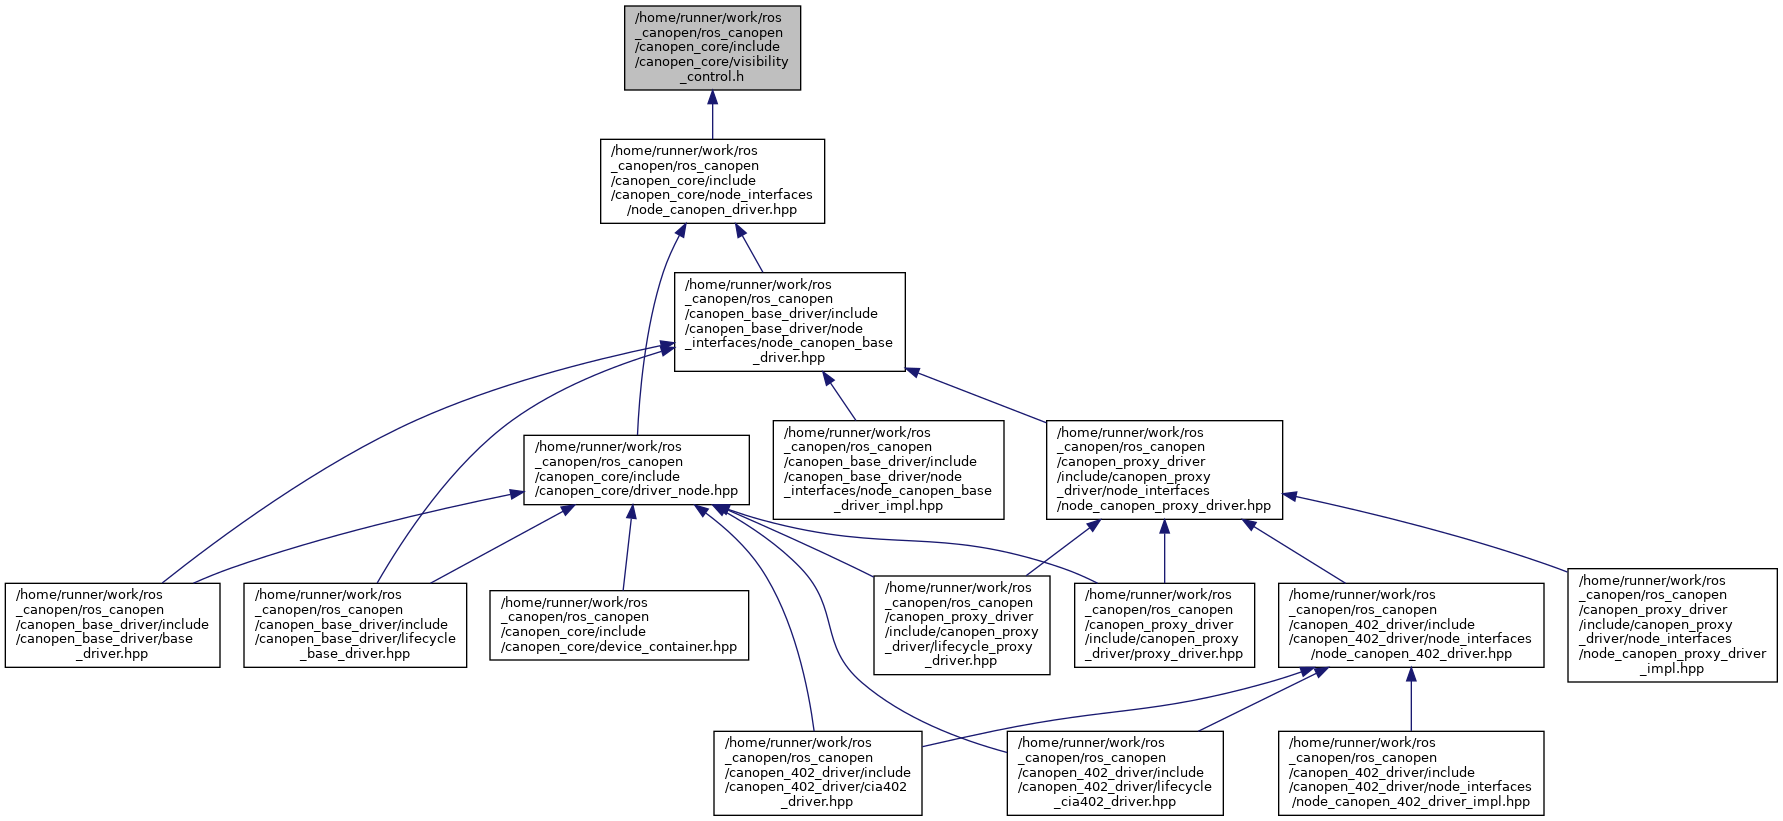 /home/runner/work/ros
_canopen/ros_canopen
/canopen_core/include
/canopen_core/visibility
_control.h
/home/runner/work/ros
_canopen/ros_canopen
/canopen_core/include
/canopen_core/node_interfaces
/node_canopen_driver.hpp
/home/runner/work/ros
_canopen/ros_canopen
/canopen_base_driver/include
/canopen_base_driver/node
_interfaces/node_canopen_base
_driver.hpp
/home/runner/work/ros
_canopen/ros_canopen
/canopen_core/include
/canopen_core/driver_node.hpp
/home/runner/work/ros
_canopen/ros_canopen
/canopen_base_driver/include
/canopen_base_driver/node
_interfaces/node_canopen_base
_driver_impl.hpp
/home/runner/work/ros
_canopen/ros_canopen
/canopen_proxy_driver
/include/canopen_proxy
_driver/node_interfaces
/node_canopen_proxy_driver.hpp
/home/runner/work/ros
_canopen/ros_canopen
/canopen_base_driver/include
/canopen_base_driver/base
_driver.hpp
/home/runner/work/ros
_canopen/ros_canopen
/canopen_base_driver/include
/canopen_base_driver/lifecycle
_base_driver.hpp
/home/runner/work/ros
_canopen/ros_canopen
/canopen_core/include
/canopen_core/device_container.hpp
/home/runner/work/ros
_canopen/ros_canopen
/canopen_proxy_driver
/include/canopen_proxy
_driver/lifecycle_proxy
_driver.hpp
/home/runner/work/ros
_canopen/ros_canopen
/canopen_proxy_driver
/include/canopen_proxy
_driver/proxy_driver.hpp
/home/runner/work/ros
_canopen/ros_canopen
/canopen_402_driver/include
/canopen_402_driver/node_interfaces
/node_canopen_402_driver.hpp
/home/runner/work/ros
_canopen/ros_canopen
/canopen_proxy_driver
/include/canopen_proxy
_driver/node_interfaces
/node_canopen_proxy_driver
_impl.hpp
/home/runner/work/ros
_canopen/ros_canopen
/canopen_402_driver/include
/canopen_402_driver/cia402
_driver.hpp
/home/runner/work/ros
_canopen/ros_canopen
/canopen_402_driver/include
/canopen_402_driver/lifecycle
_cia402_driver.hpp
/home/runner/work/ros
_canopen/ros_canopen
/canopen_402_driver/include
/canopen_402_driver/node_interfaces
/node_canopen_402_driver_impl.hpp